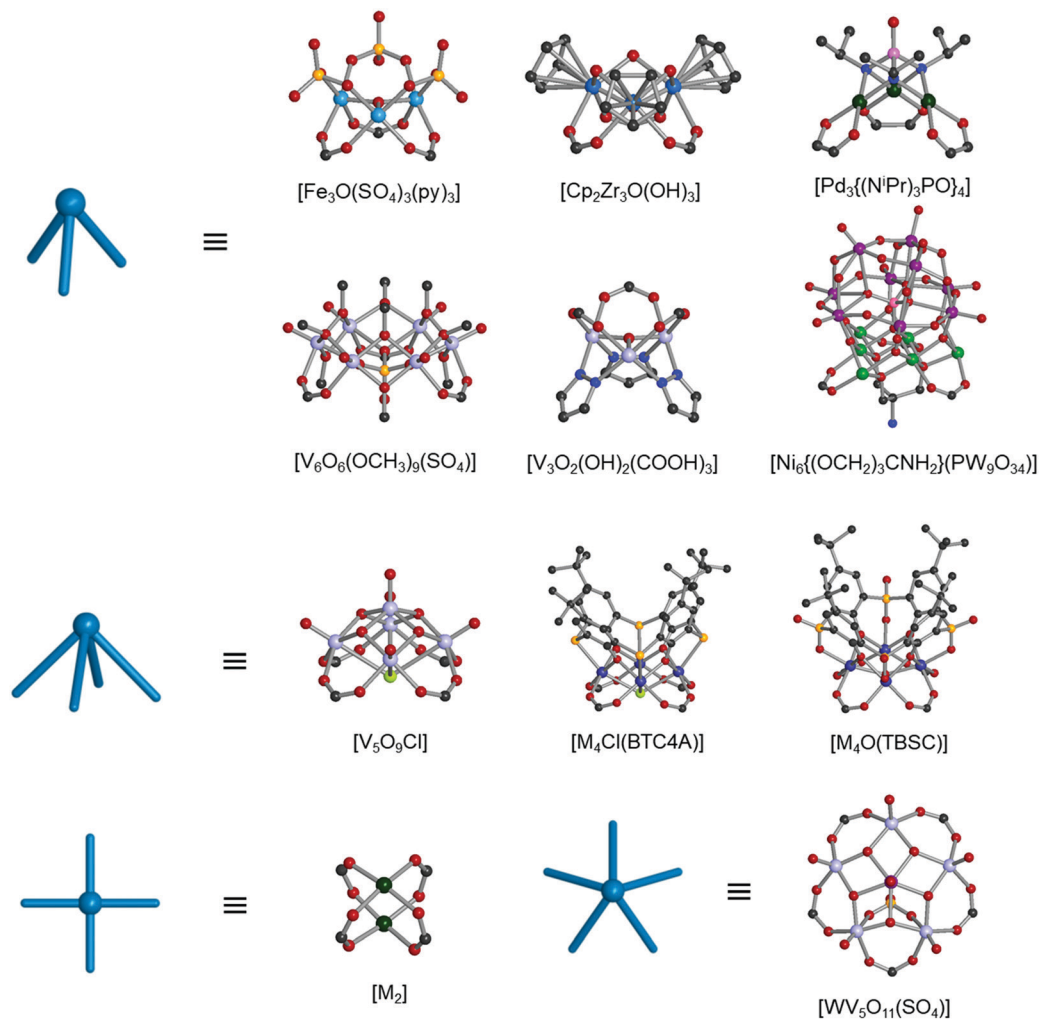 [Fe₃O(SO₄)₃(py)₃]
[Cp₂Zr₃O(OH)₃]
[Pd₃{(NⁱPr)₃PO}₄]
≡
[V₆O₆(OCH₃)₉(SO₄)]
[V₃O₂(OH)₂(COOH)₃]
[Ni₆{(OCH₂)₃CNH₂}(PW₉O₃₄)]
≡
[V₅O₉Cl]
[M₄Cl(BTC4A)]
[M₄O(TBSC)]
≡
[M₂]
≡
[WV₅O₁₁(SO₄)]